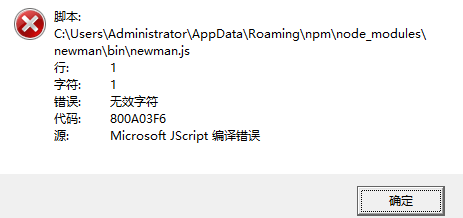 脚本:
C:\Users\Administrator\AppData\Roaming\npm\node_modules\
newman\bin\newman.js
行: 1
字符: 1
错误: 无效字符
代码: 800A03F6
源: Microsoft JScript 编译错误
确定